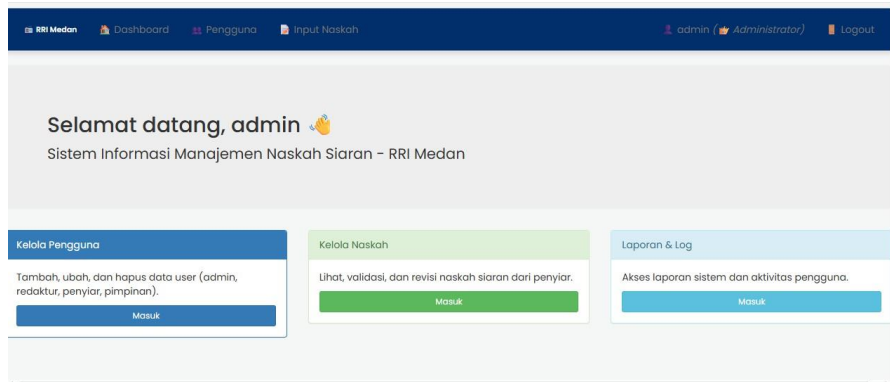 RRI Medan Dashboard Pengguna Input Naskah admin (Administrator) Logout
Selamat datang, admin
Sistem Informasi Manajemen Naskah Siaran - RRI Medan
Kelola Pengguna
Tambah, ubah, dan hapus data user (admin,
redaktur, penyiar, pimpinan).
Masuk
Kelola Naskah
Lihat, validasi, dan revisi naskah siaran dari penyiar.
Masuk
Laporan & Log
Akses laporan sistem dan aktivitas pengguna.
Masuk